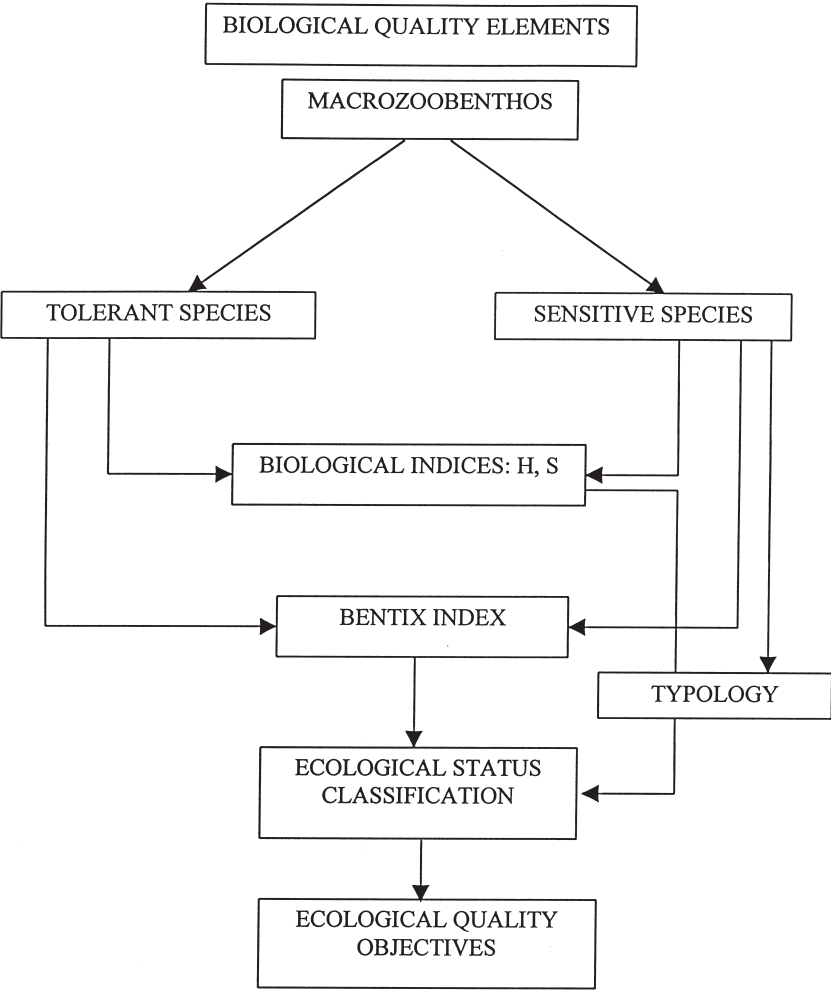 BIOLOGICAL QUALITY ELEMENTS
MACROZOOBENTHOS
TOLERANT SPECIES
SENSITIVE SPECIES
BIOLOGICAL INDICES: H, S
BENTIX INDEX
TYPOLOGY
ECOLOGICAL STATUS
CLASSIFICATION
ECOLOGICAL QUALITY
OBJECTIVES